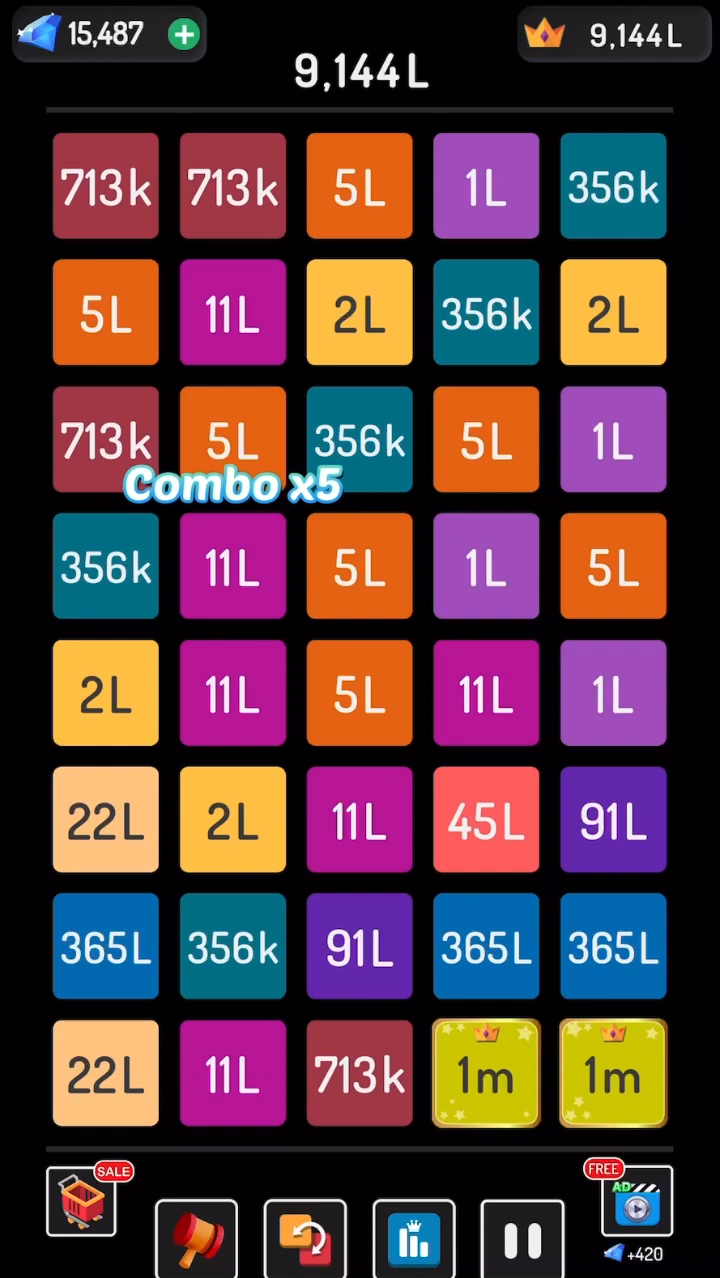 15,487 9,144L
9,144L
713k 713k 5L 1L 356k
5L 11L 2L 356k 2L
713k 5L 356k 5L 1L
Combo x5
356k 11L 5L 1L 5L
2L 11L 5L 11L 1L
22L 2L 11L 45L 91L
365L 356k 91L 365L 365L
22L 11L 713k 1m 1m
SALE FREE
AD
+420